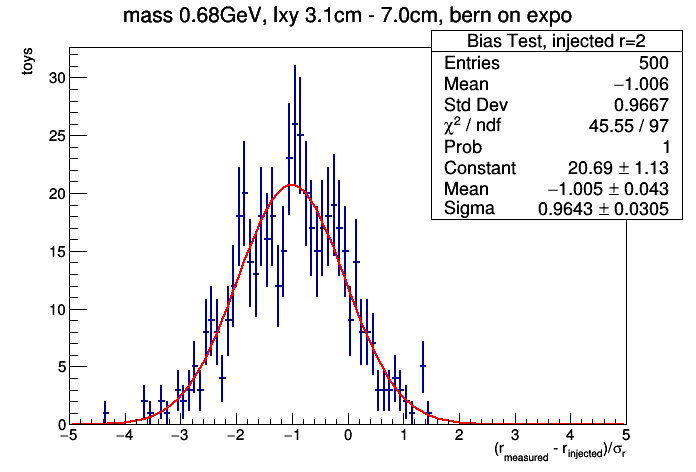 mass 0.68GeV, lxy 3.1cm - 7.0cm, bern on expo
Bias Test, injected r=2
Entries 500
Mean −1.006
Std Dev 0.9667
χ² / ndf 45.55 / 97
Prob 1
Constant 20.69 ± 1.13
Mean −1.005 ± 0.043
Sigma 0.9643 ± 0.0305
toys
30
25
20
15
10
5
0
−5 −4 −3 −2 −1 0 1 2 3 4 5
(r_measured - r_injected)/σ_r